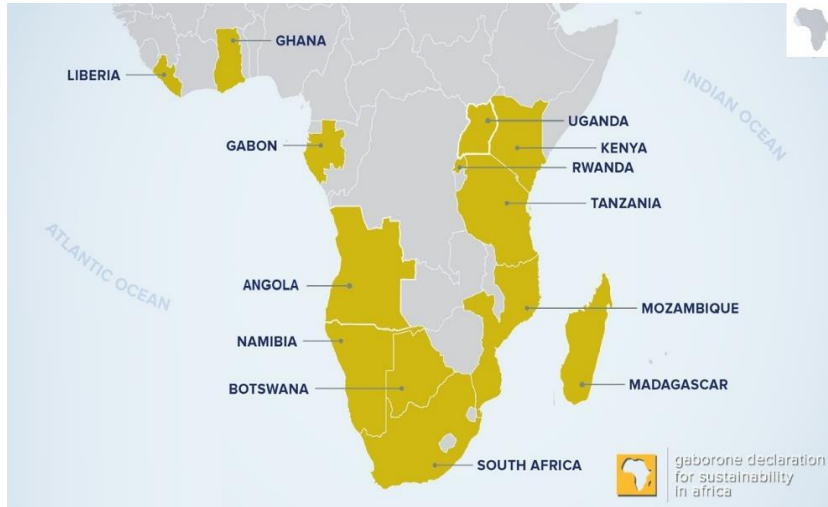 GHANA
LIBERIA
INDIAN OCEAN
UGANDA
GABON
KENYA
RWANDA
TANZANIA
ATLANTIC OCEAN
ANGOLA
MOZAMBIQUE
NAMIBIA
BOTSWANA
MADAGASCAR
SOUTH AFRICA
gaborone declaration
for sustainability
in africa